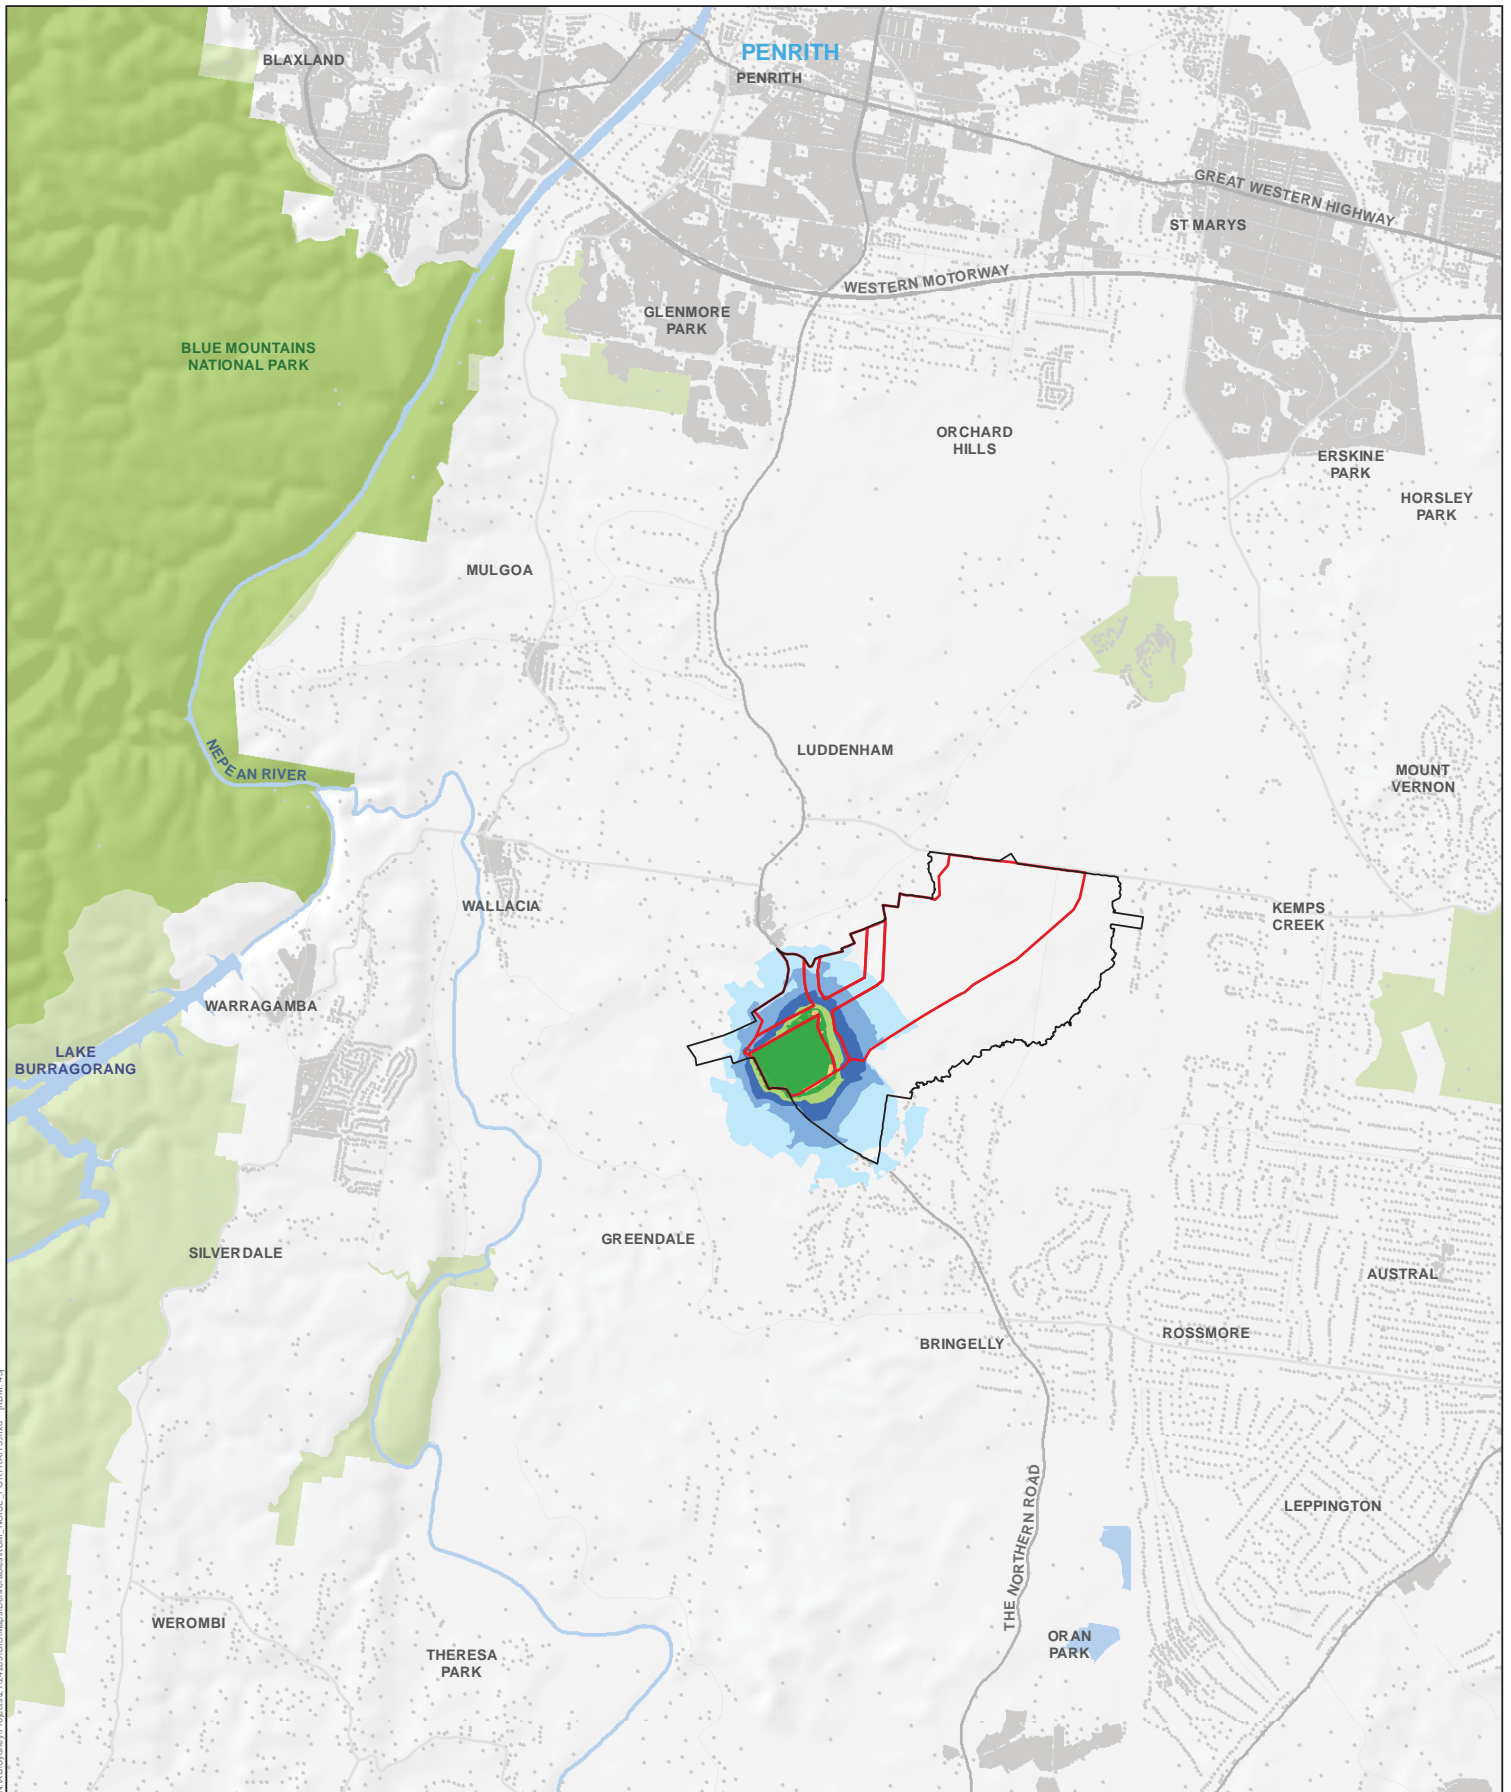 PENRITH
BLAXLAND
PENRITH
GREAT WESTERN HIGHWAY
ST MARYS
WESTERN MOTORWAY
GLENMORE
PARK
BLUE MOUNTAINS
NATIONAL PARK
ORCHARD
HILLS
ERSKINE
PARK
HORSLEY
PARK
MULGOA
LUDDENHAM
NEPEAN RIVER
MOUNT
VERNON
WALLACIA
KEMPS
CREEK
WARRAGAMBA
LAKE
BURRAGORANG
GREENDALE
SILVERDALE
AUSTRAL
ROSSMORE
BRINGELLY
THE NORTHERN ROAD
LEPPINGTON
WEROMBI
ORAN
PARK
THERESA
PARK